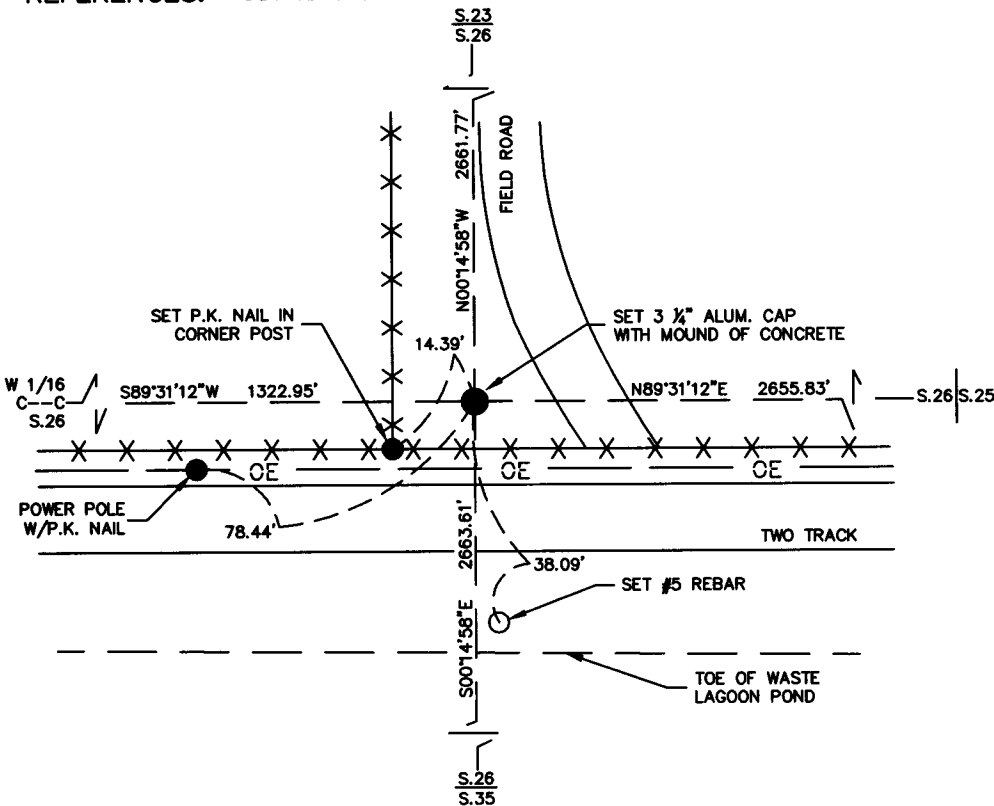 REFERENCES:
S.23
S.26
2661.77'
N00°14'58"W
FIELD ROAD
SET P.K. NAIL IN
CORNER POST
14.39'
SET 3 ¼" ALUM. CAP
WITH MOUND OF CONCRETE
W 1/16
C---C
S.26
S89°31'12"W 1322.95'
N89°31'12"E 2655.83'
S.26|S.25
OE OE OE
POWER POLE
W/P.K. NAIL
78.44'
2663.61'
S00°14'58"E
TWO TRACK
38.09'
SET #5 REBAR
TOE OF WASTE
LAGOON POND
S.26
S.35